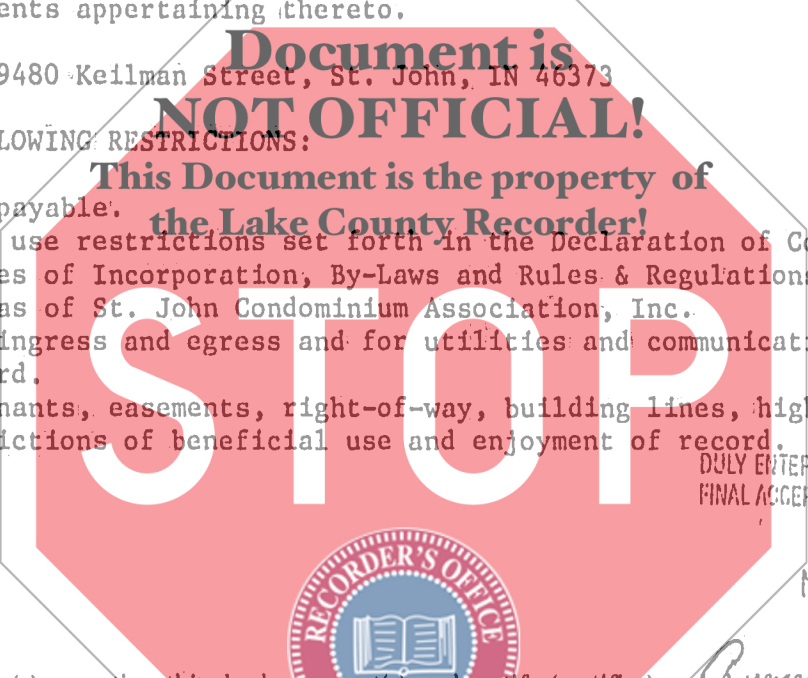 ents appertaining thereto.
Document is
9480 Keilman Street, St. John, IN 46373
NOT OFFICIAL!
LOWING RESTRICTIONS:
This Document is the property of
payable.
the Lake County Recorder!
use restrictions set forth in the Declaration of Co
es of Incorporation, By-Laws and Rules & Regulations
as of St. John Condominium Association, Inc.
ingress and egress and for utilities and communicati
rd.
STOP
nants, easements, right-of-way, building lines, high
ictions of beneficial use and enjoyment of record.
DULY ENTER
FINAL ACCEP
RECORDER'S OFFICE